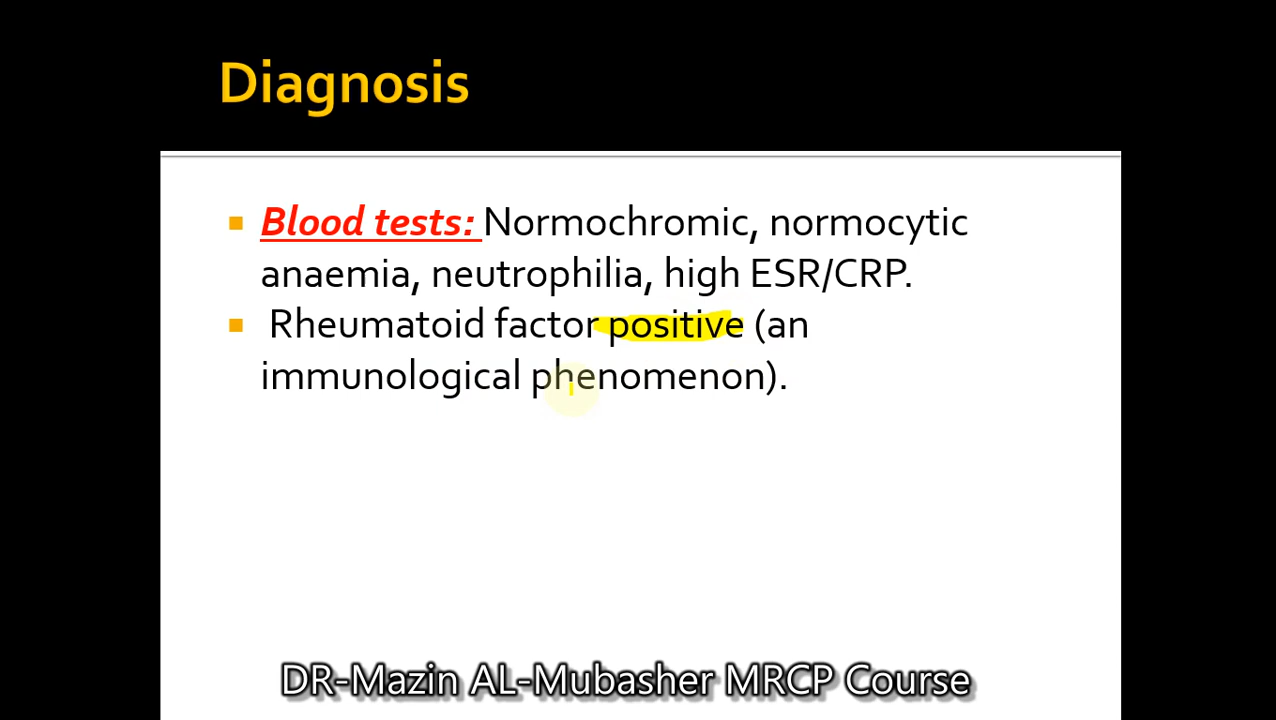 Diagnosis
Blood tests: Normochromic, normocytic
anaemia, neutrophilia, high ESR/CRP.
Rheumatoid factor positive (an
immunological phenomenon).
DR-Mazin AL-Mubasher MRCP Course